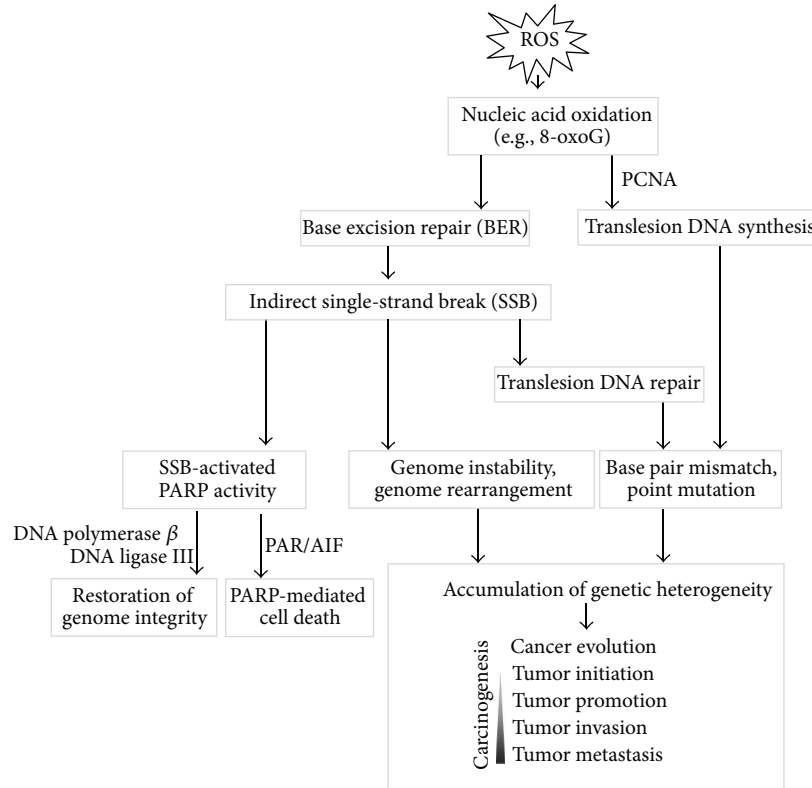 ROS
Nucleic acid oxidation
(e.g., 8-oxoG)
PCNA
Base excision repair (BER)
Translesion DNA synthesis
Indirect single-strand break (SSB)
Translesion DNA repair
SSB-activated
PARP activity
Genome instability,
genome rearrangement
Base pair mismatch,
point mutation
DNA polymerase β
DNA ligase III
PAR/AIF
Restoration of
genome integrity
PARP-mediated
cell death
Accumulation of genetic heterogeneity
Carcinogenesis
Cancer evolution
Tumor initiation
Tumor promotion
Tumor invasion
Tumor metastasis